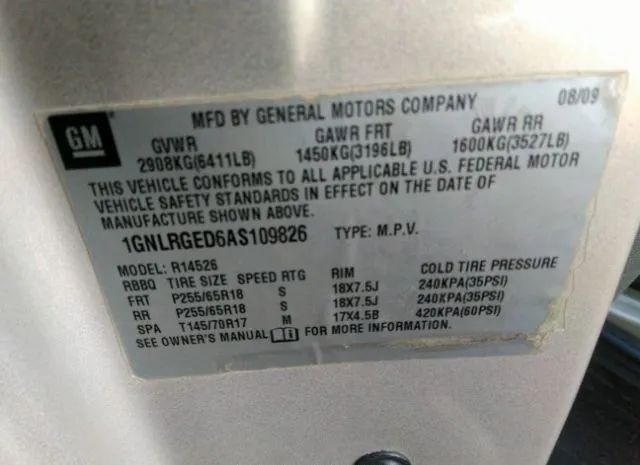 GM
MFD BY GENERAL MOTORS COMPANY 08/09
GVWR GAWR FRT GAWR RR
2908KG(6411LB) 1450KG(3196LB) 1600KG(3527LB)
THIS VEHICLE CONFORMS TO ALL APPLICABLE U.S. FEDERAL MOTOR
VEHICLE SAFETY STANDARDS IN EFFECT ON THE DATE OF
MANUFACTURE SHOWN ABOVE.
1GNLRGED6AS109826 TYPE: M.P.V.
MODEL: R14526
RBBQ TIRE SIZE SPEED RTG RIM COLD TIRE PRESSURE
FRT P255/65R18 S 18X7.5J 240KPA(35PSI)
RR P255/65R18 S 18X7.5J 240KPA(35PSI)
SPA T145/70R17 M 17X4.5B 420KPA(60PSI)
SEE OWNER'S MANUAL i FOR MORE INFORMATION.